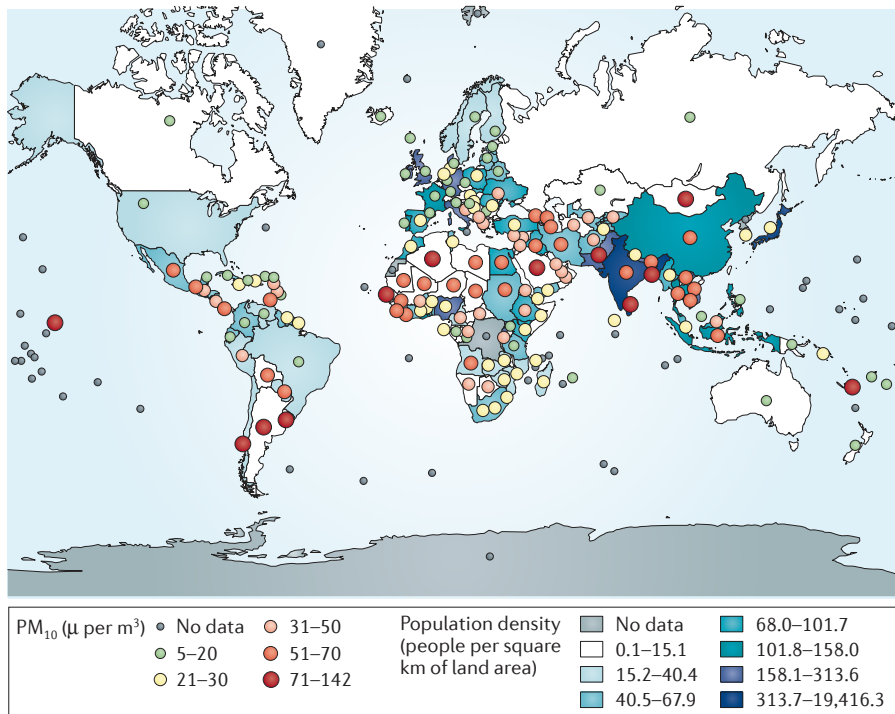 PM10 (μ per m³)
No data
5–20
21–30
31–50
51–70
71–142
Population density
(people per square
km of land area)
No data
0.1–15.1
15.2–40.4
40.5–67.9
68.0–101.7
101.8–158.0
158.1–313.6
313.7–19,416.3